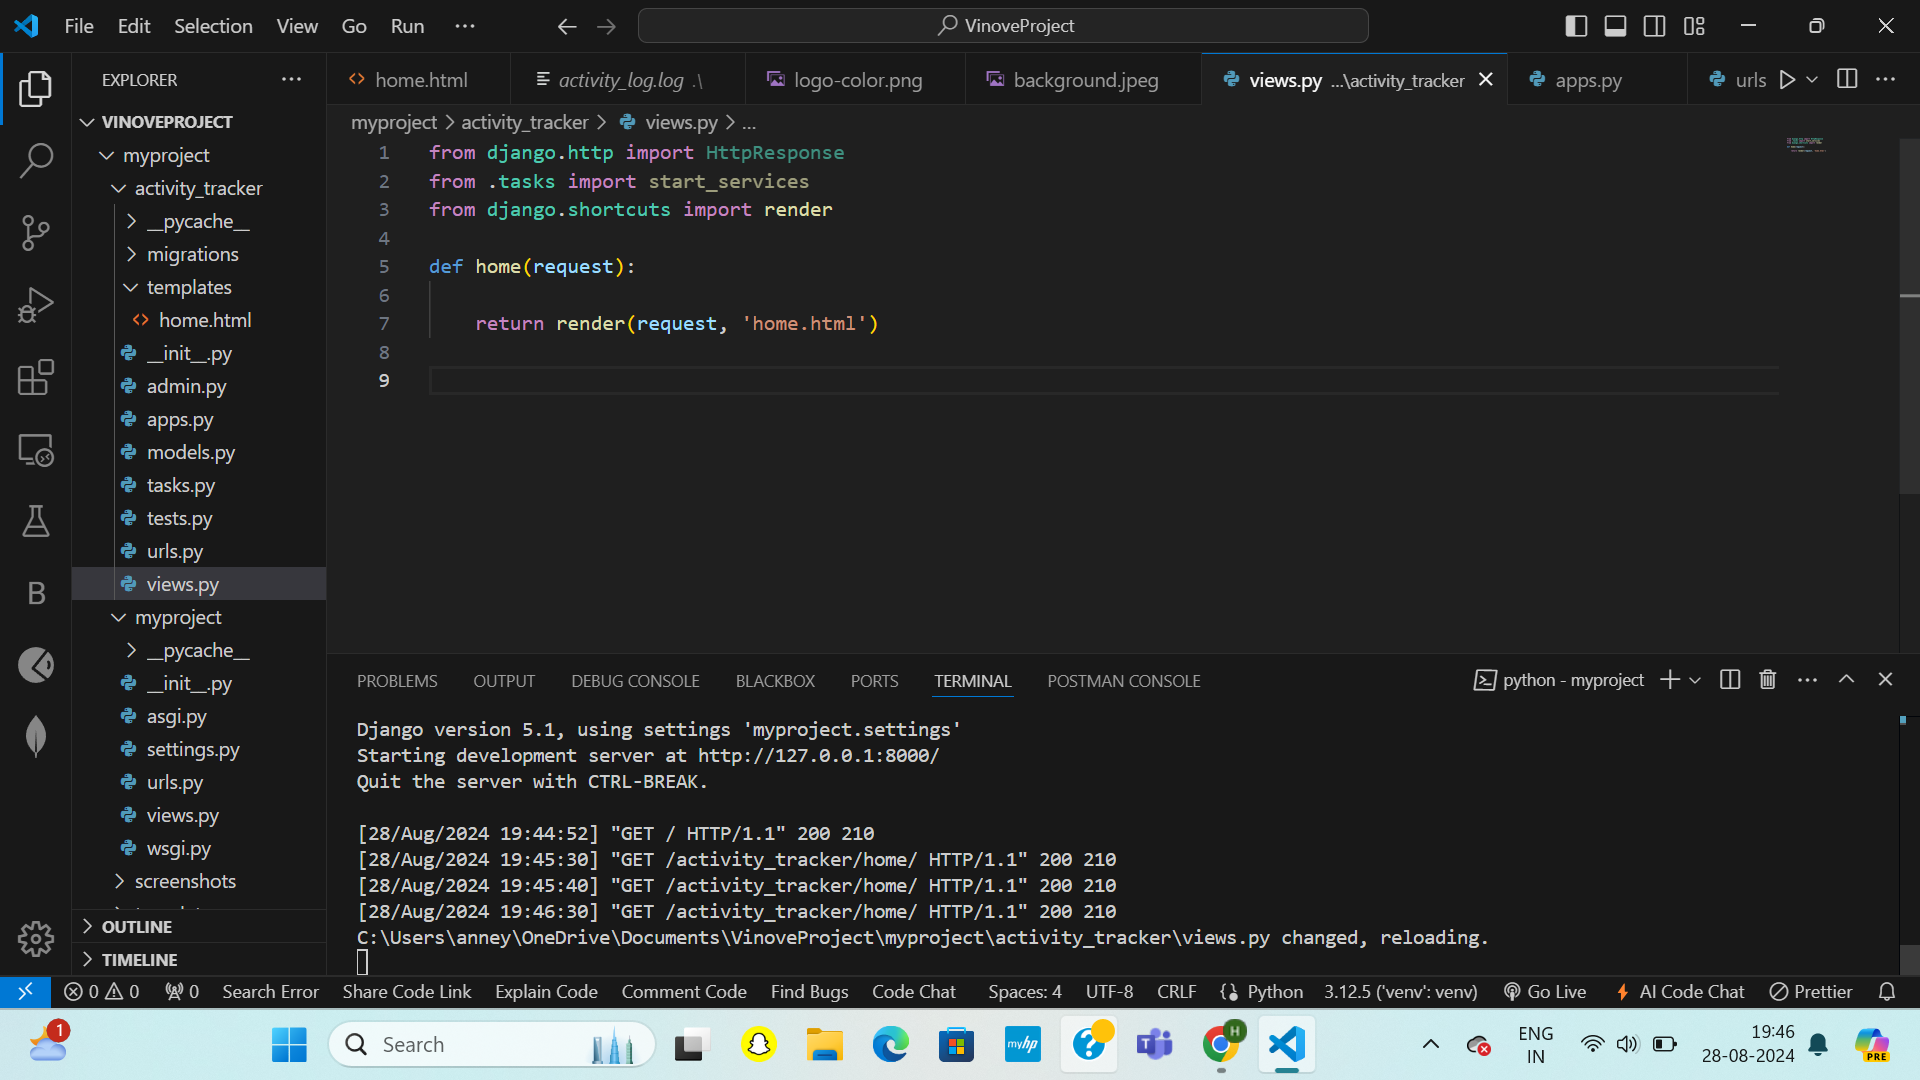 File Edit Selection View Go Run ··· VinoveProject
EXPLORER
home.html activity_log.log .\ logo-color.png background.jpeg views.py ...\activity_tracker apps.py urls
VINOVEPROJECT
myproject
activity_tracker
__pycache__
migrations
templates
home.html
__init__.py
admin.py
apps.py
models.py
tasks.py
tests.py
urls.py
views.py
myproject
__pycache__
__init__.py
asgi.py
settings.py
urls.py
views.py
wsgi.py
screenshots
OUTLINE
TIMELINE
myproject > activity_tracker > views.py > ...
1 from django.http import HttpResponse
2 from .tasks import start_services
3 from django.shortcuts import render
4
5 def home(request):
6
7 return render(request, 'home.html')
8
9
PROBLEMS OUTPUT DEBUG CONSOLE BLACKBOX PORTS TERMINAL POSTMAN CONSOLE python - myproject
Django version 5.1, using settings 'myproject.settings'
Starting development server at http://127.0.0.1:8000/
Quit the server with CTRL-BREAK.
[28/Aug/2024 19:44:52] "GET / HTTP/1.1" 200 210
[28/Aug/2024 19:45:30] "GET /activity_tracker/home/ HTTP/1.1" 200 210
[28/Aug/2024 19:45:40] "GET /activity_tracker/home/ HTTP/1.1" 200 210
[28/Aug/2024 19:46:30] "GET /activity_tracker/home/ HTTP/1.1" 200 210
C:\Users\anney\OneDrive\Documents\VinoveProject\myproject\activity_tracker\views.py changed, reloading.
0 0 0 Search Error Share Code Link Explain Code Comment Code Find Bugs Code Chat Spaces: 4 UTF-8 CRLF Python 3.12.5 ('venv': venv) Go Live AI Code Chat Prettier
1 Search myhp H ENG
IN
19:46
28-08-2024
PRE